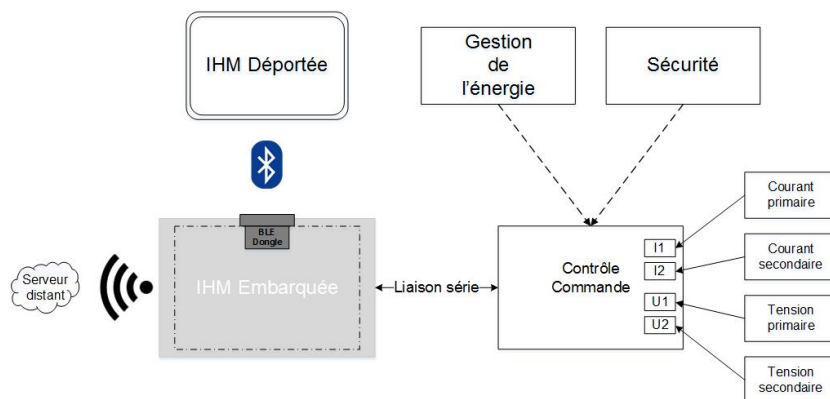 IHM Déportée
Gestion
de
l'énergie
Sécurité
Courant
primaire
BLE
Dongle
I1
Courant
secondaire
Serveur
distant
IHM Embarquée
Liaison série
Contrôle
Commande
I2
U1
U2
Tension
primaire
Tension
secondaire